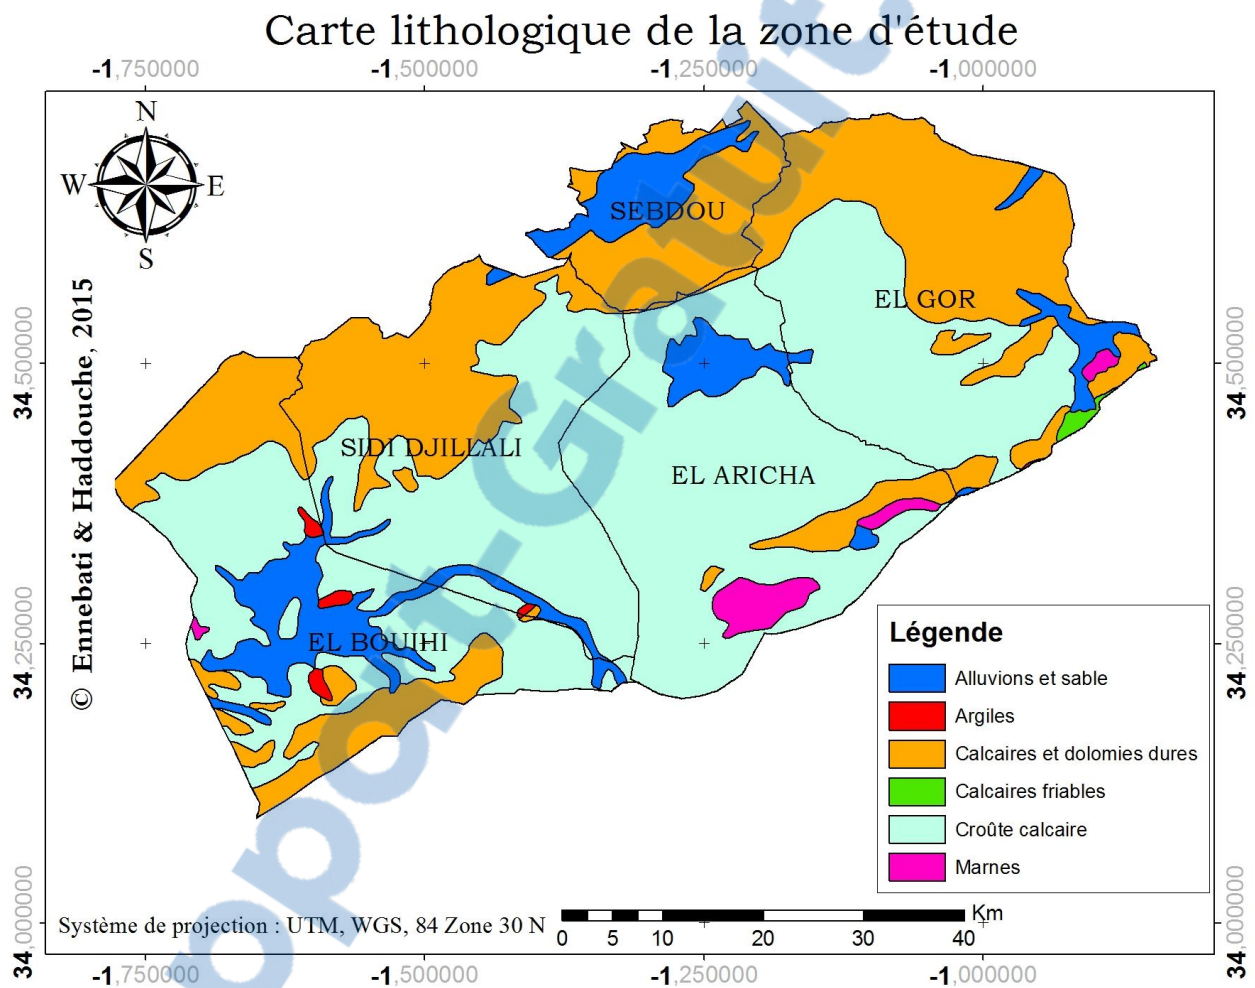 Carte lithologique de la zone d'étude
-1,750000 -1,500000 -1,250000 -1,000000
N
W E
S
SEBDOU
EL GOR
34,500000 34,500000
SIDI DJILLALI
EL ARICHA
© Ennebati & Haddouche, 2015
34,250000 34,250000
EL BOUIHI
Légende
Alluvions et sable
Argiles
Calcaires et dolomies dures
Calcaires friables
Croûte calcaire
Marnes
Système de projection : UTM, WGS, 84 Zone 30 N
Km
0 5 10 20 30 40
34,000000 34,000000
-1,750000 -1,500000 -1,250000 -1,000000
pport-Gratuit.